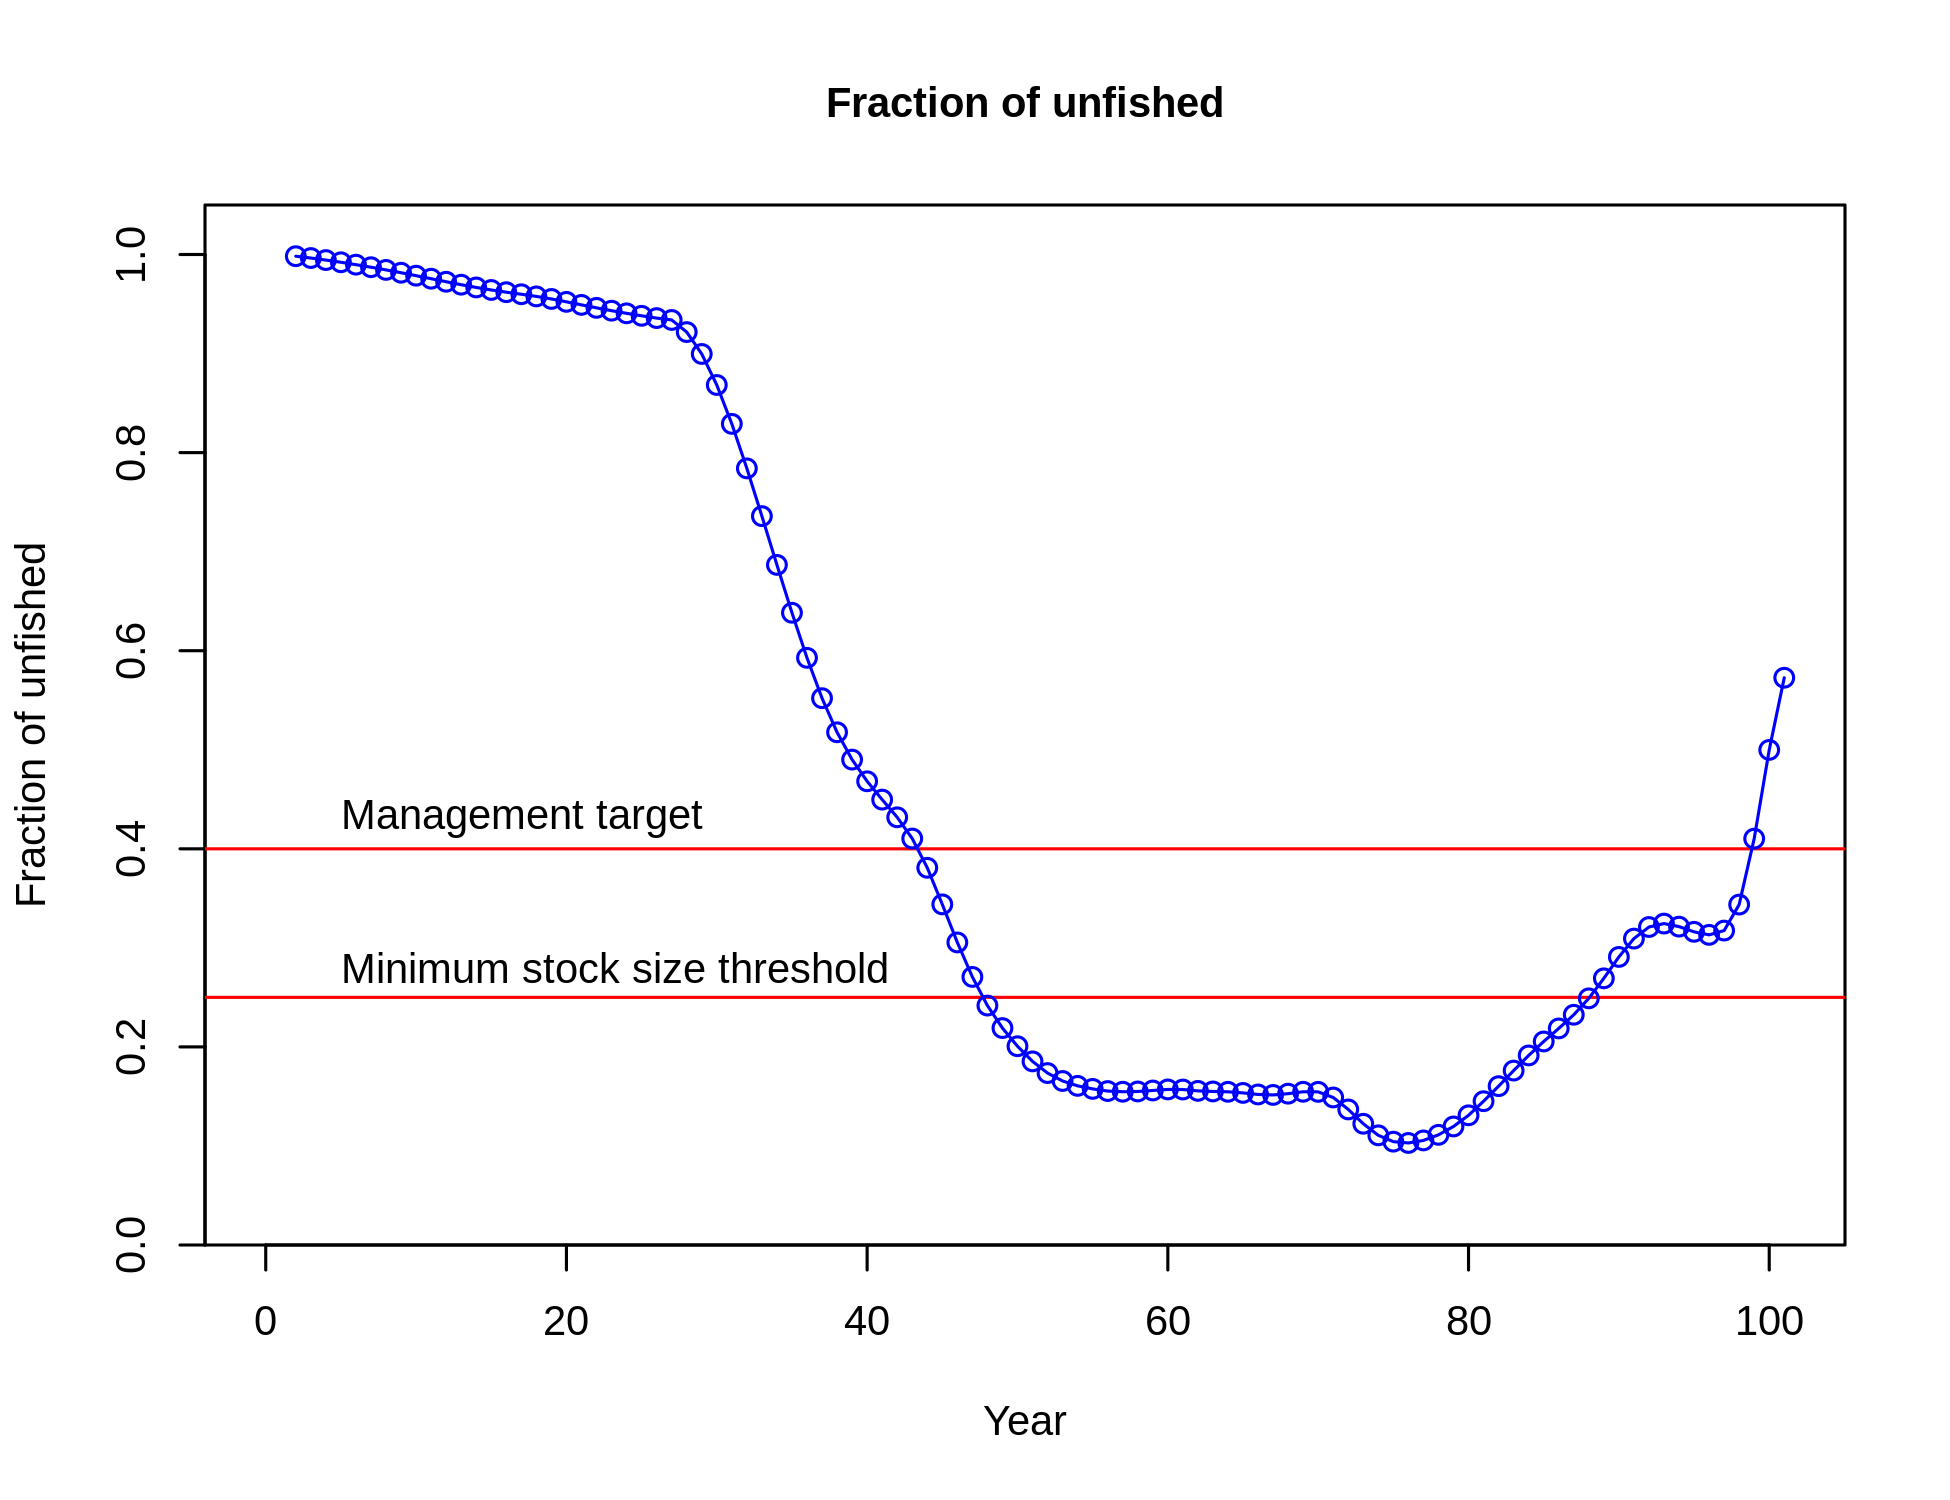 Fraction of unfished
Fraction of unfished
1.0
0.8
0.6
0.4
0.2
0.0
Management target
Minimum stock size threshold
0 20 40 60 80 100
Year